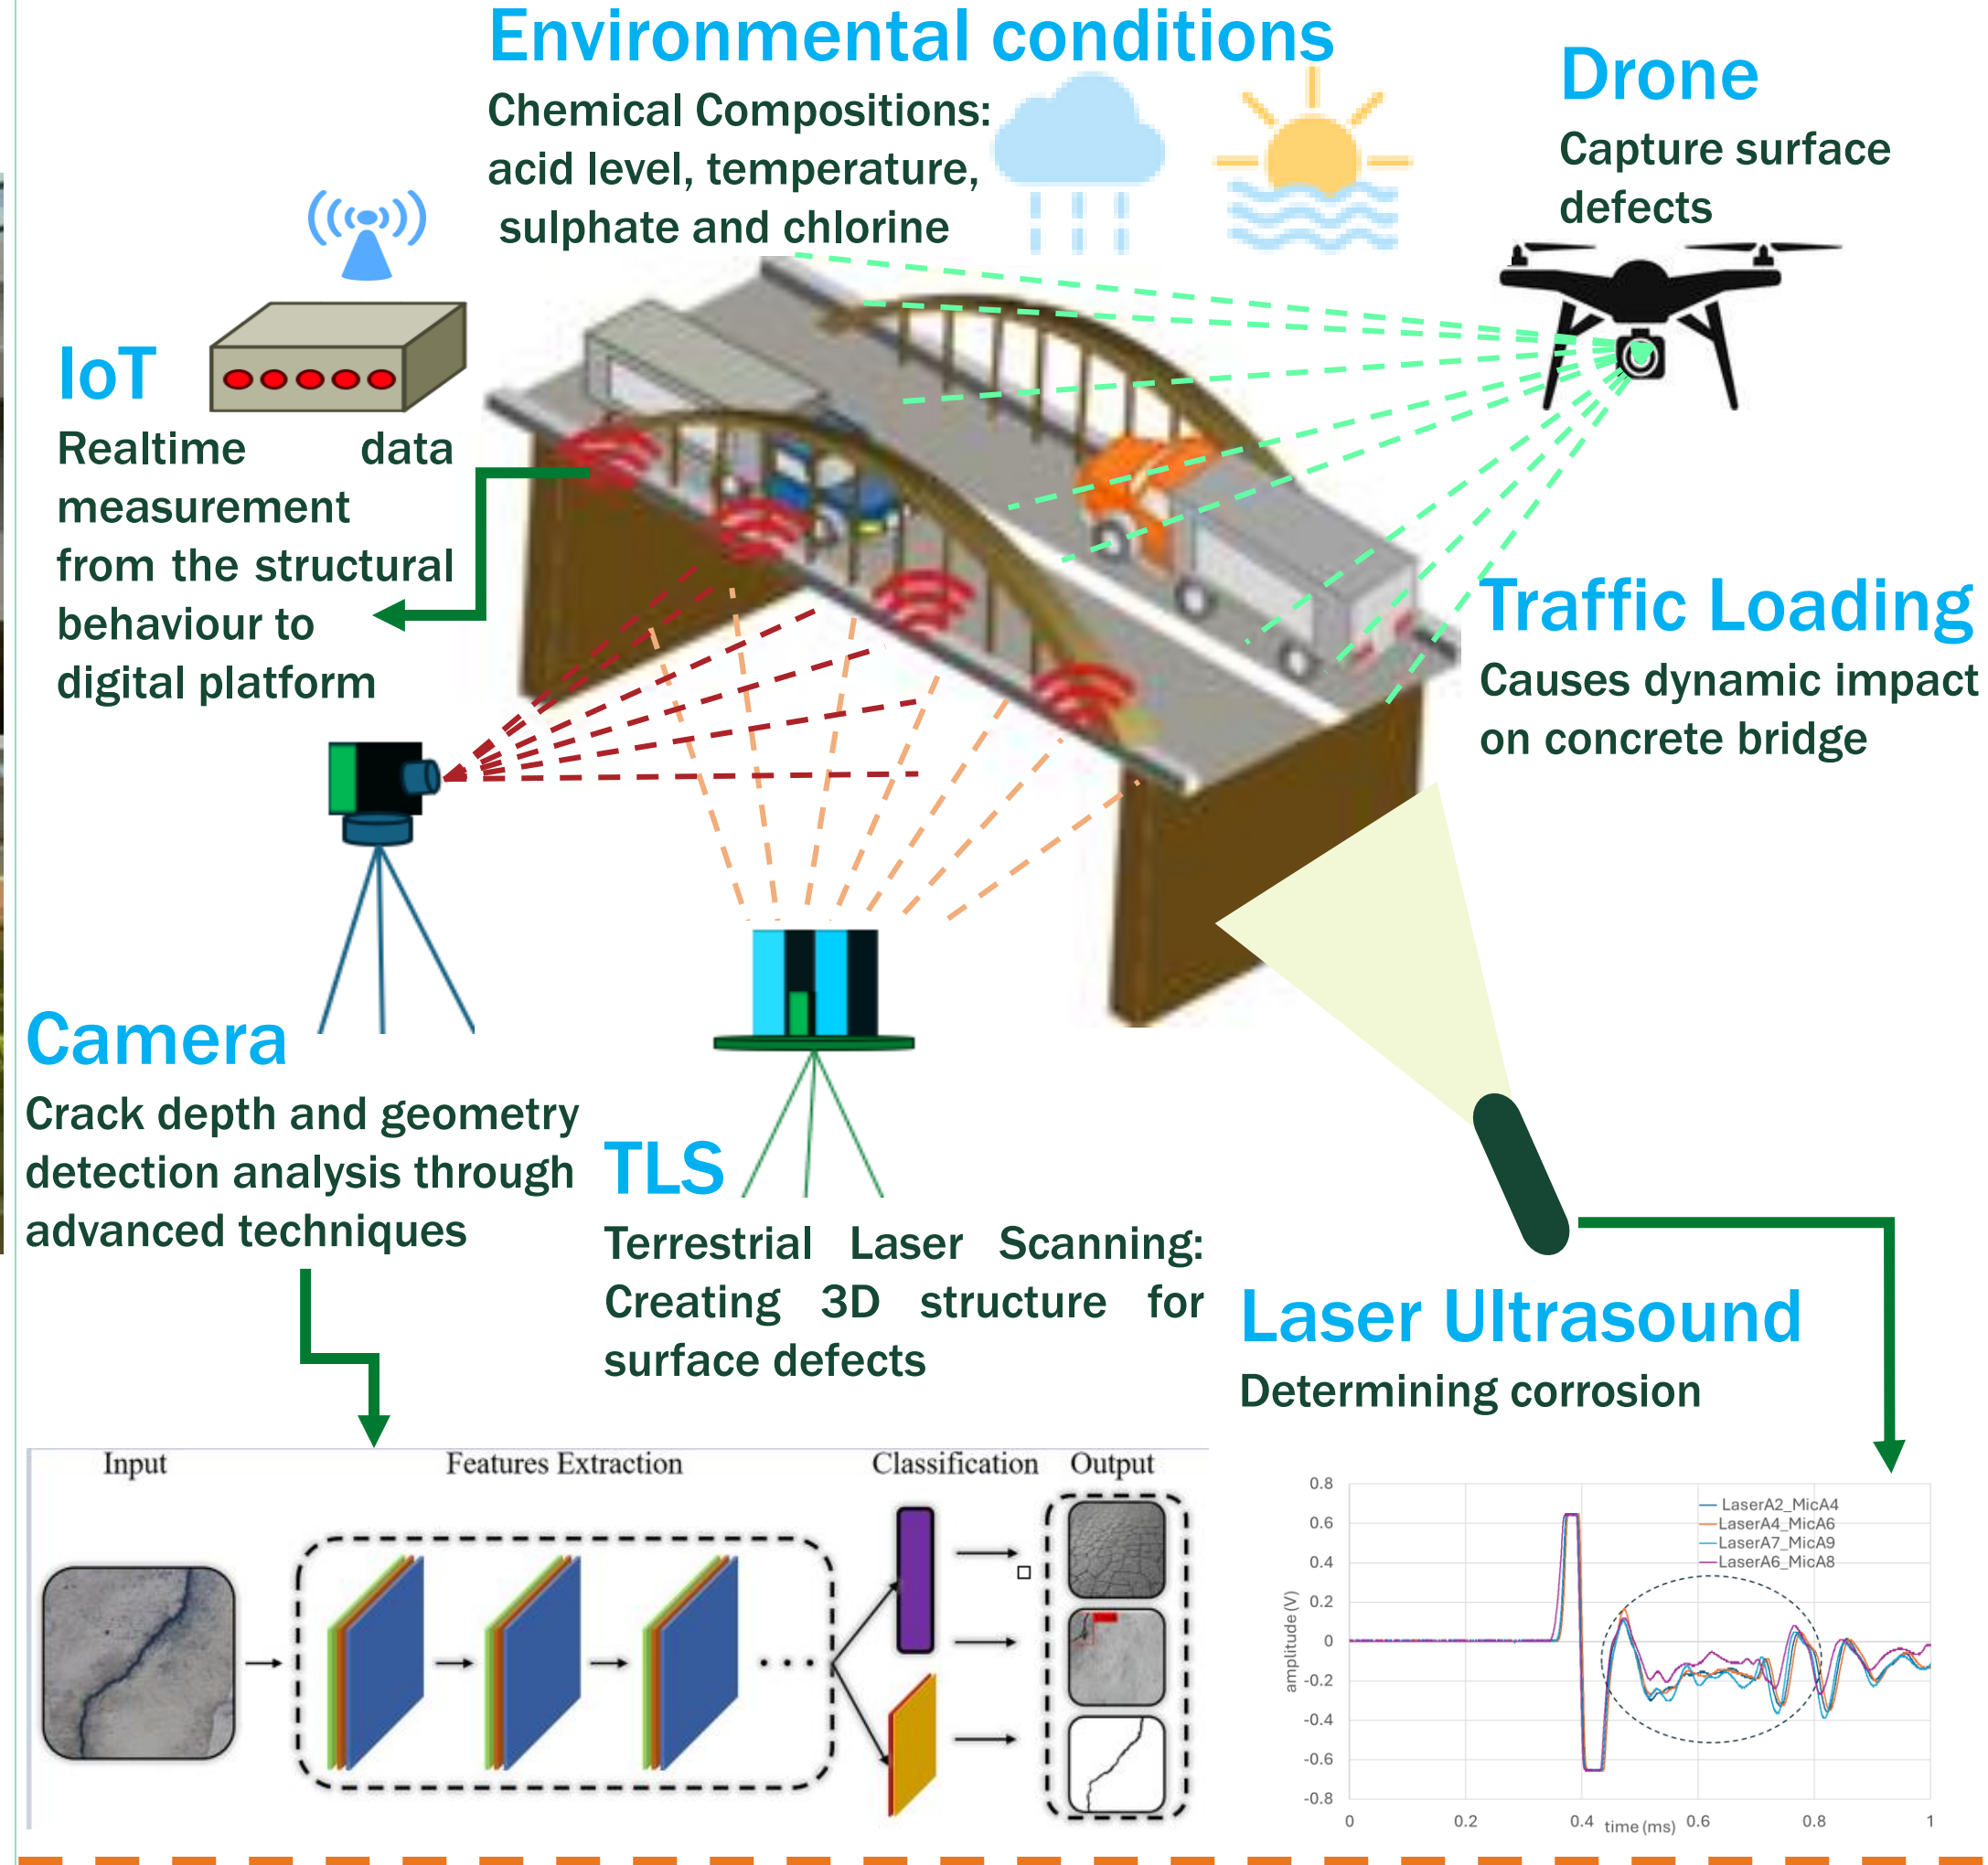 Environmental conditions
Chemical Compositions:
acid level, temperature,
sulphate and chlorine
Drone
Capture surface
defects
IoT
Realtime data
measurement
from the structural
behaviour to
digital platform
Traffic Loading
Causes dynamic impact
on concrete bridge
Camera
Crack depth and geometry
detection analysis through
advanced techniques
TLS
Terrestrial Laser Scanning:
Creating 3D structure for
surface defects
Laser Ultrasound
Determining corrosion
Input
Features Extraction
Classification
Output
0.8
0.6
0.4
0.2
0
-0.2
-0.4
-0.6
-0.8
amplitude (V)
LaserA2_MicA4
LaserA4_MicA6
LaserA7_MicA9
LaserA6_MicA8
0 0.2 0.4 0.6 0.8 1
time (ms)